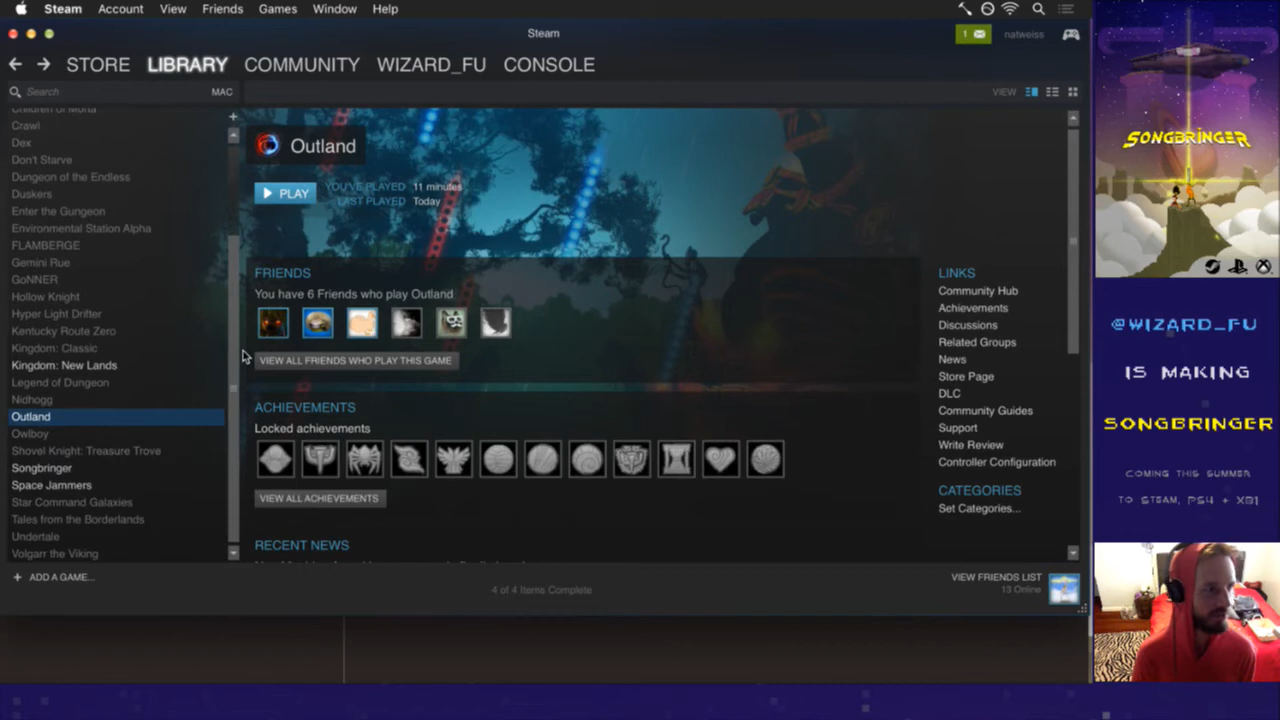 Steam Account View Friends Games Window Help
Steam
1 natweiss
STORE LIBRARY COMMUNITY WIZARD_FU CONSOLE
Search MAC
VIEW
Children of Morta
Crawl
Dex
Don't Starve
Dungeon of the Endless
Duskers
Enter the Gungeon
Environmental Station Alpha
FLAMBERGE
Gemini Rue
GoNNER
Hollow Knight
Hyper Light Drifter
Kentucky Route Zero
Kingdom: Classic
Kingdom: New Lands
Legend of Dungeon
Nidhogg
Outland
Owlboy
Shovel Knight: Treasure Trove
Songbringer
Space Jammers
Star Command Galaxies
Tales from the Borderlands
Undertale
Volgarr the Viking
+ ADD A GAME...
Outland
PLAY
YOU'VE PLAYED 11 minutes
LAST PLAYED Today
FRIENDS
You have 6 Friends who play Outland
VIEW ALL FRIENDS WHO PLAY THIS GAME
ACHIEVEMENTS
Locked achievements
VIEW ALL ACHIEVEMENTS
RECENT NEWS
LINKS
Community Hub
Achievements
Discussions
Related Groups
News
Store Page
DLC
Community Guides
Support
Write Review
Controller Configuration
CATEGORIES
Set Categories...
4 of 4 Items Complete
VIEW FRIENDS LIST
13 Online
SONGBRINGER
@WIZARD_FU
IS MAKING
SONGBRINGER
COMING THIS SUMMER
TO STEAM, PS4 + XB1